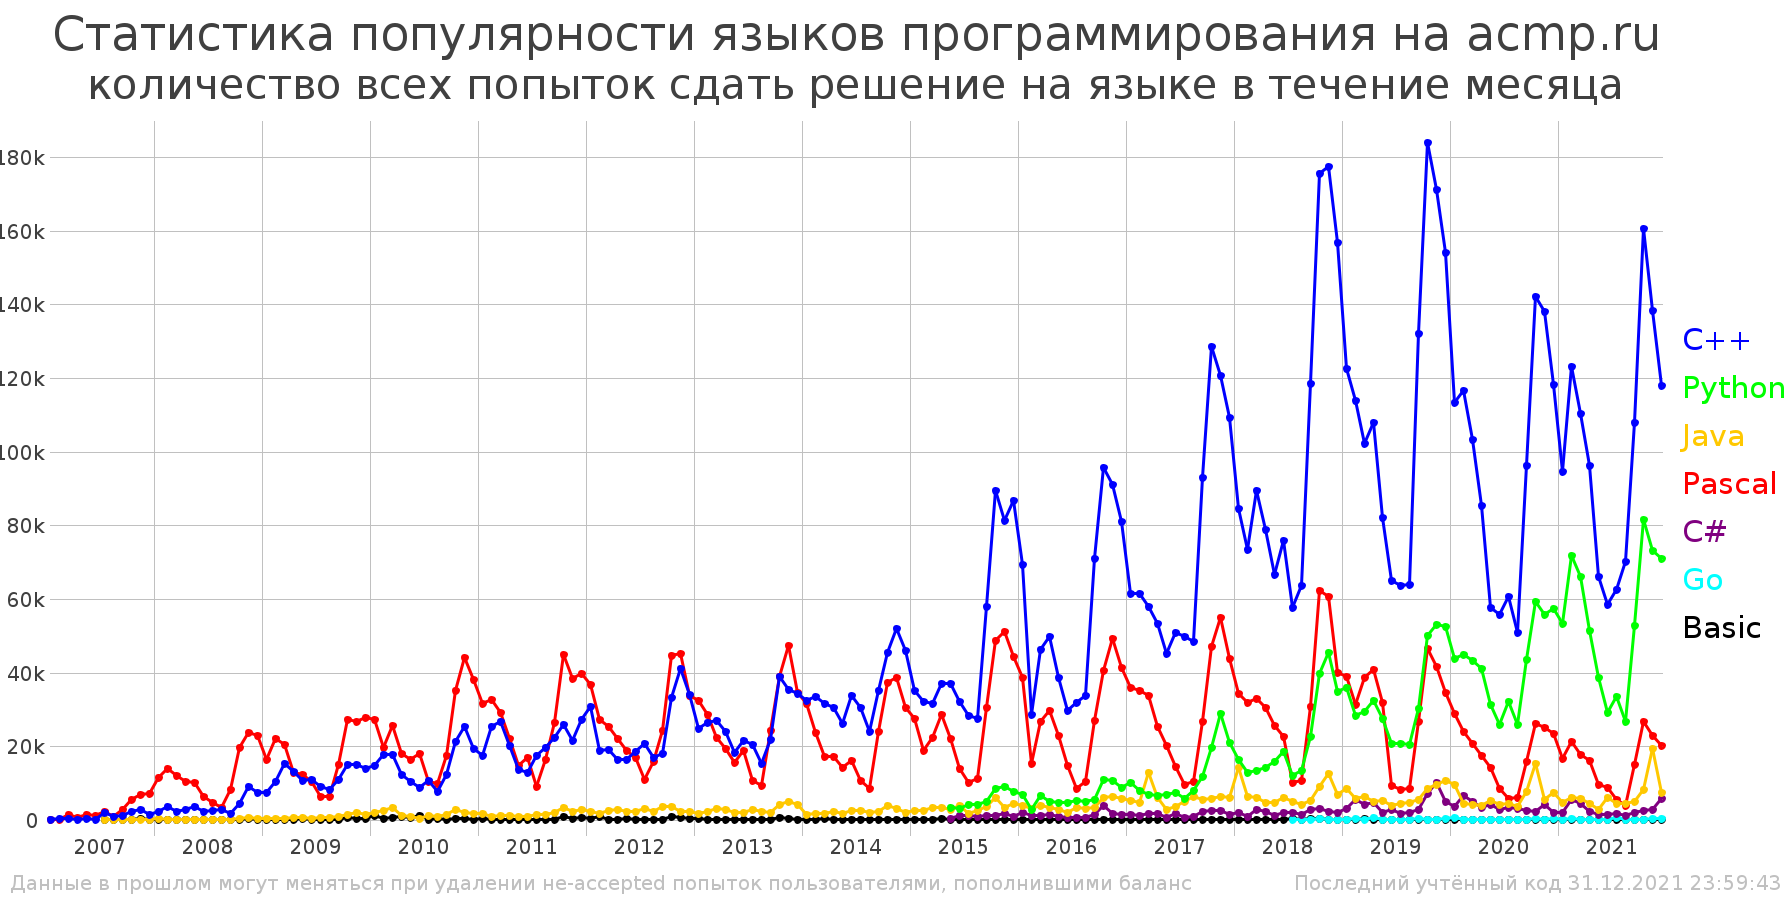 Статистика популярности языков программирования на acmp.ru
количество всех попыток сдать решение на языке в течение месяца
180k
160k
140k
120k
100k
80k
60k
40k
20k
0
2007 2008 2009 2010 2011 2012 2013 2014 2015 2016 2017 2018 2019 2020 2021
C++
Python
Java
Pascal
C#
Go
Basic
Данные в прошлом могут меняться при удалении не-accepted попыток пользователями, пополнившими баланс
Последний учтённый код 31.12.2021 23:59:43